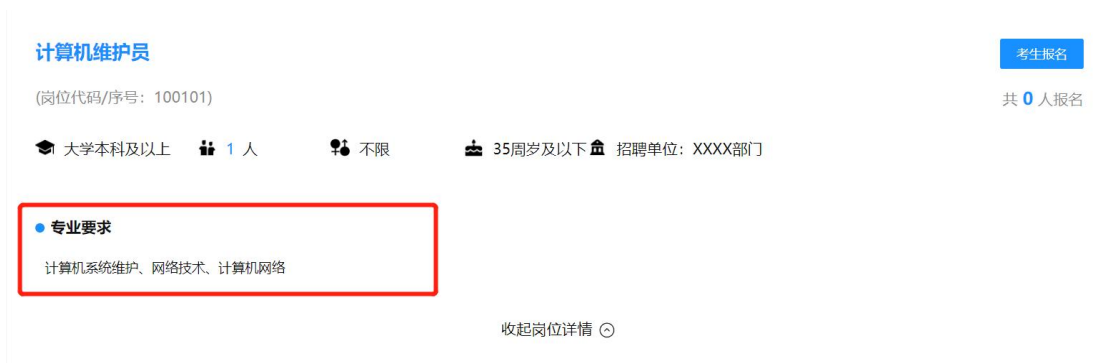 计算机维护员
考生报名
(岗位代码/序号：100101)
共 0 人报名
大学本科及以上 1 人 不限 35周岁及以下 招聘单位：XXXX部门
专业要求
计算机系统维护、网络技术、计算机网络
收起岗位详情